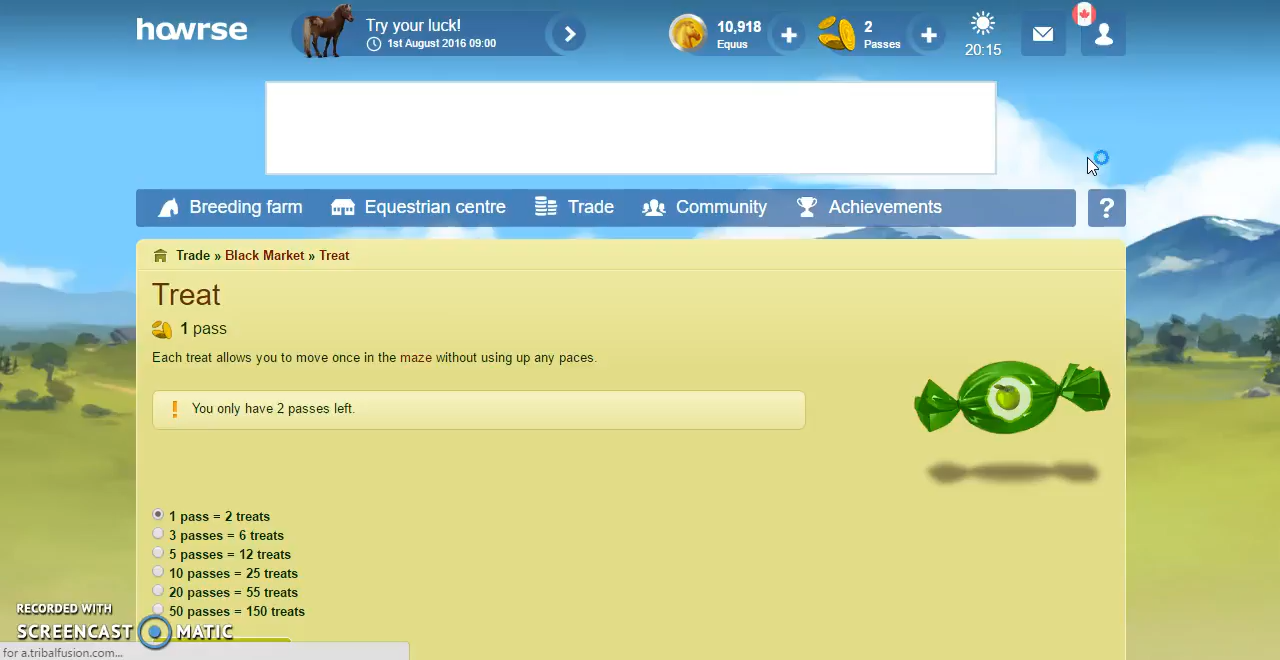 howrse
Try your luck!
1st August 2016 09:00
10,918
Equus
2
Passes
20:15
Breeding farm
Equestrian centre
Trade
Community
Achievements
?
Trade » Black Market » Treat
Treat
1 pass
Each treat allows you to move once in the maze without using up any paces.
! You only have 2 passes left.
1 pass = 2 treats
3 passes = 6 treats
5 passes = 12 treats
10 passes = 25 treats
20 passes = 55 treats
50 passes = 150 treats
RECORDED WITH
SCREENCAST MATIC
for a.tribalfusion.com...